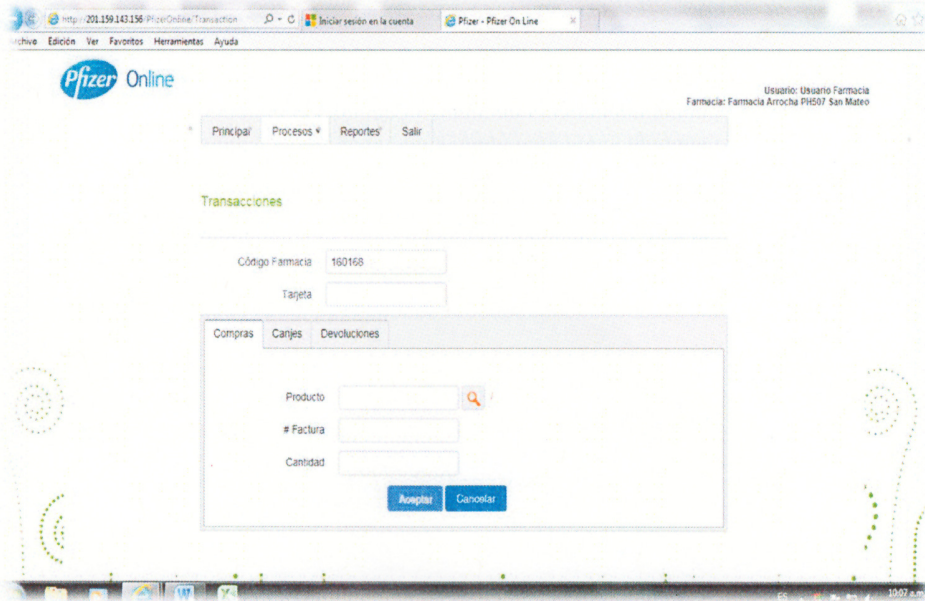 http://201.159.143.156/PfizerOnline/Transaction
Iniciar sesión en la cuenta
Pfizer - Pfizer On Line
Edición Ver Favoritos Herramientas Ayuda
Pfizer Online
Usuario: Usuario Farmacia
Farmacia: Farmacia Arrocha PH507 San Mateo
Principal Procesos Reportes Salir
Transacciones
Código Farmacia 160168
Tarjeta
Compras Canjes Devoluciones
Producto
# Factura
Cantidad
Aceptar Cancelar
ES 10:07 a.m.